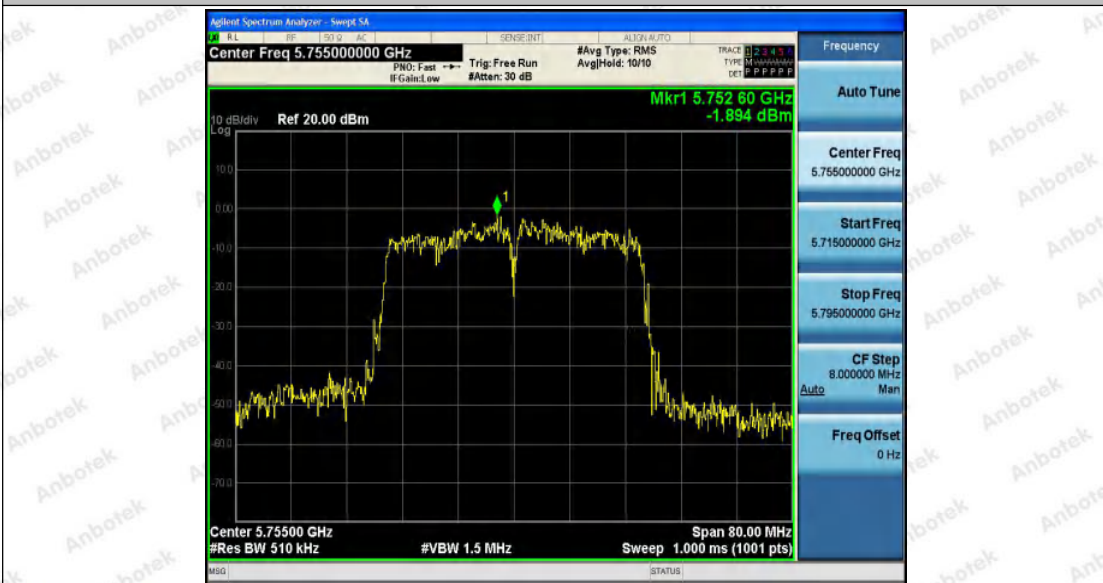 Agilent Spectrum Analyzer - Swept SA
RL RF 50 Ω AC SENSE:INT ALIGN AUTO
Center Freq 5.755000000 GHz
PNO: Fast
IFGain:Low
Trig: Free Run
#Atten: 30 dB
#Avg Type: RMS
Avg|Hold: 10/10
TRACE 1 2 3 4 5 6
TYPE M
DET P P P P P P
Mkr1 5.752 60 GHz
-1.894 dBm
10 dB/div Ref 20.00 dBm
Log
10.0
0.00
-10.0
-20.0
-30.0
-40.0
-50.0
-60.0
-70.0
1
Center 5.75500 GHz
Span 80.00 MHz
#Res BW 510 kHz
#VBW 1.5 MHz
Sweep 1.000 ms (1001 pts)
MSG STATUS
Frequency
Auto Tune
Center Freq
5.755000000 GHz
Start Freq
5.715000000 GHz
Stop Freq
5.795000000 GHz
CF Step
8.000000 MHz
Auto Man
Freq Offset
0 Hz
Anbotek